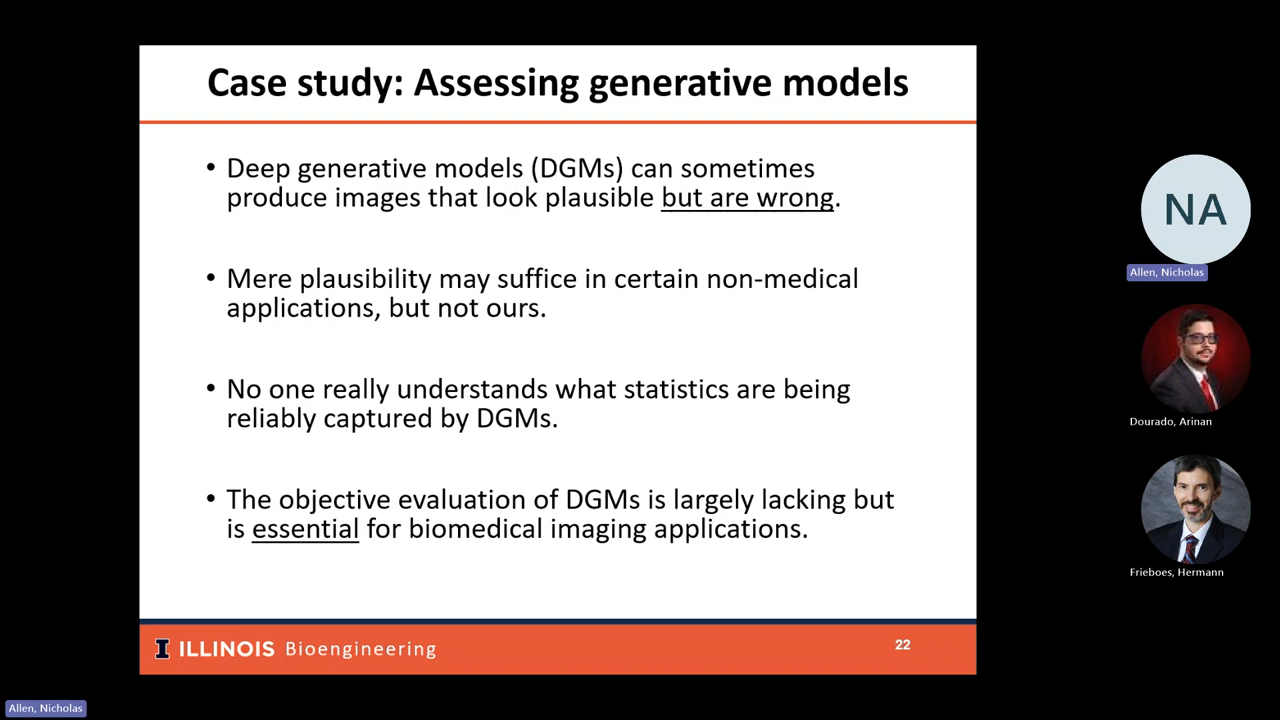 Case study: Assessing generative models
• Deep generative models (DGMs) can sometimes
produce images that look plausible but are wrong.
• Mere plausibility may suffice in certain non-medical
applications, but not ours.
• No one really understands what statistics are being
reliably captured by DGMs.
• The objective evaluation of DGMs is largely lacking but
is essential for biomedical imaging applications.
I ILLINOIS Bioengineering
22
NA
Allen, Nicholas
Dourado, Arinan
Frieboes, Hermann
Allen, Nicholas